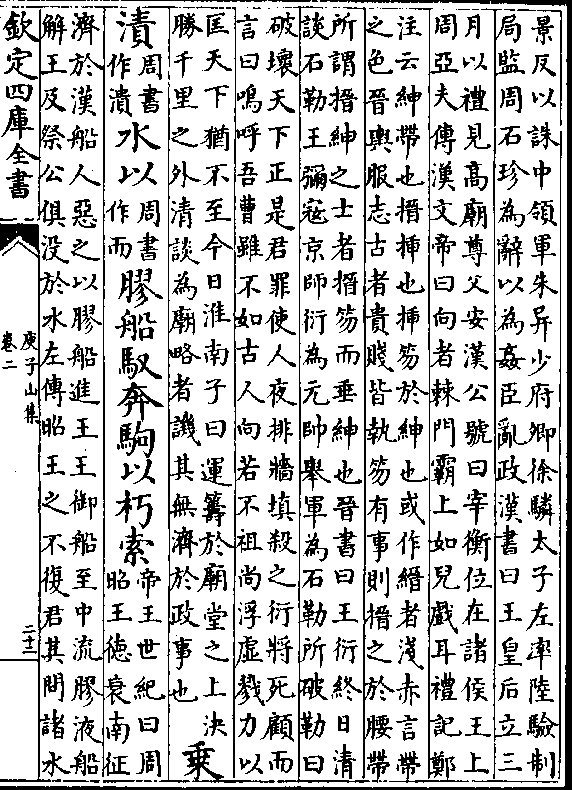 景反以誅中領軍朱异少府卿徐驎太子左率陸驗制
局監周石珍為辭以為姦臣亂政漢書曰王皇后立三
月以禮見高廟尊父安漢公號曰宰衡位在諸侯王上
周亞夫傳漢文帝曰向者棘門霸上如兒戲耳禮記鄭
注云紳帶也搢揷也揷笏於紳也或作縉者淺赤言帶
之色晉輿服志古者貴賤皆執笏有事則搢之於腰帶
所謂搢紳之士者搢笏而垂紳也晉書曰王衍終日清
談石勒王彌寇京師衍為元帥舉軍為石勒所破勒曰
破壞天下正是君罪使人夜排牆填殺之衍將死顧而
言曰嗚呼吾曹雖不如古人向若不祖尚浮虛戮力以
匡天下猶不至今日淮南子曰運籌於廟堂之上決
勝千里之外清談為廟略者譏其無濟於政事也 乘
漬周書作潰水以周書作而膠船馭奔駒以朽索帝王世紀曰周昭王德衰南征
濟於漢船人惡之以膠船進王王御船至中流膠液船
解王及祭公俱没於水左傳昭王之不復君其問諸水
欽定四庫全書
庾子山集
卷二
二十二